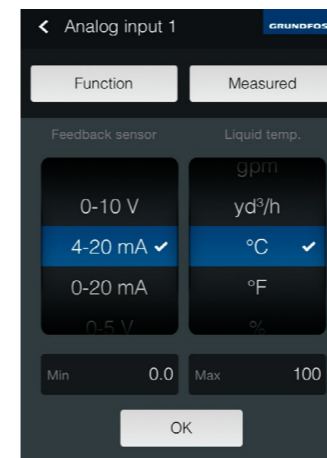 Analog input 1
GRUNDFOS
Function Measured
Feedback sensor Liquid temp.
gpm
0-10 V yd³/h
4-20 mA °C
0-20 mA °F
0-5 V %
Min 0.0 Max 100
OK